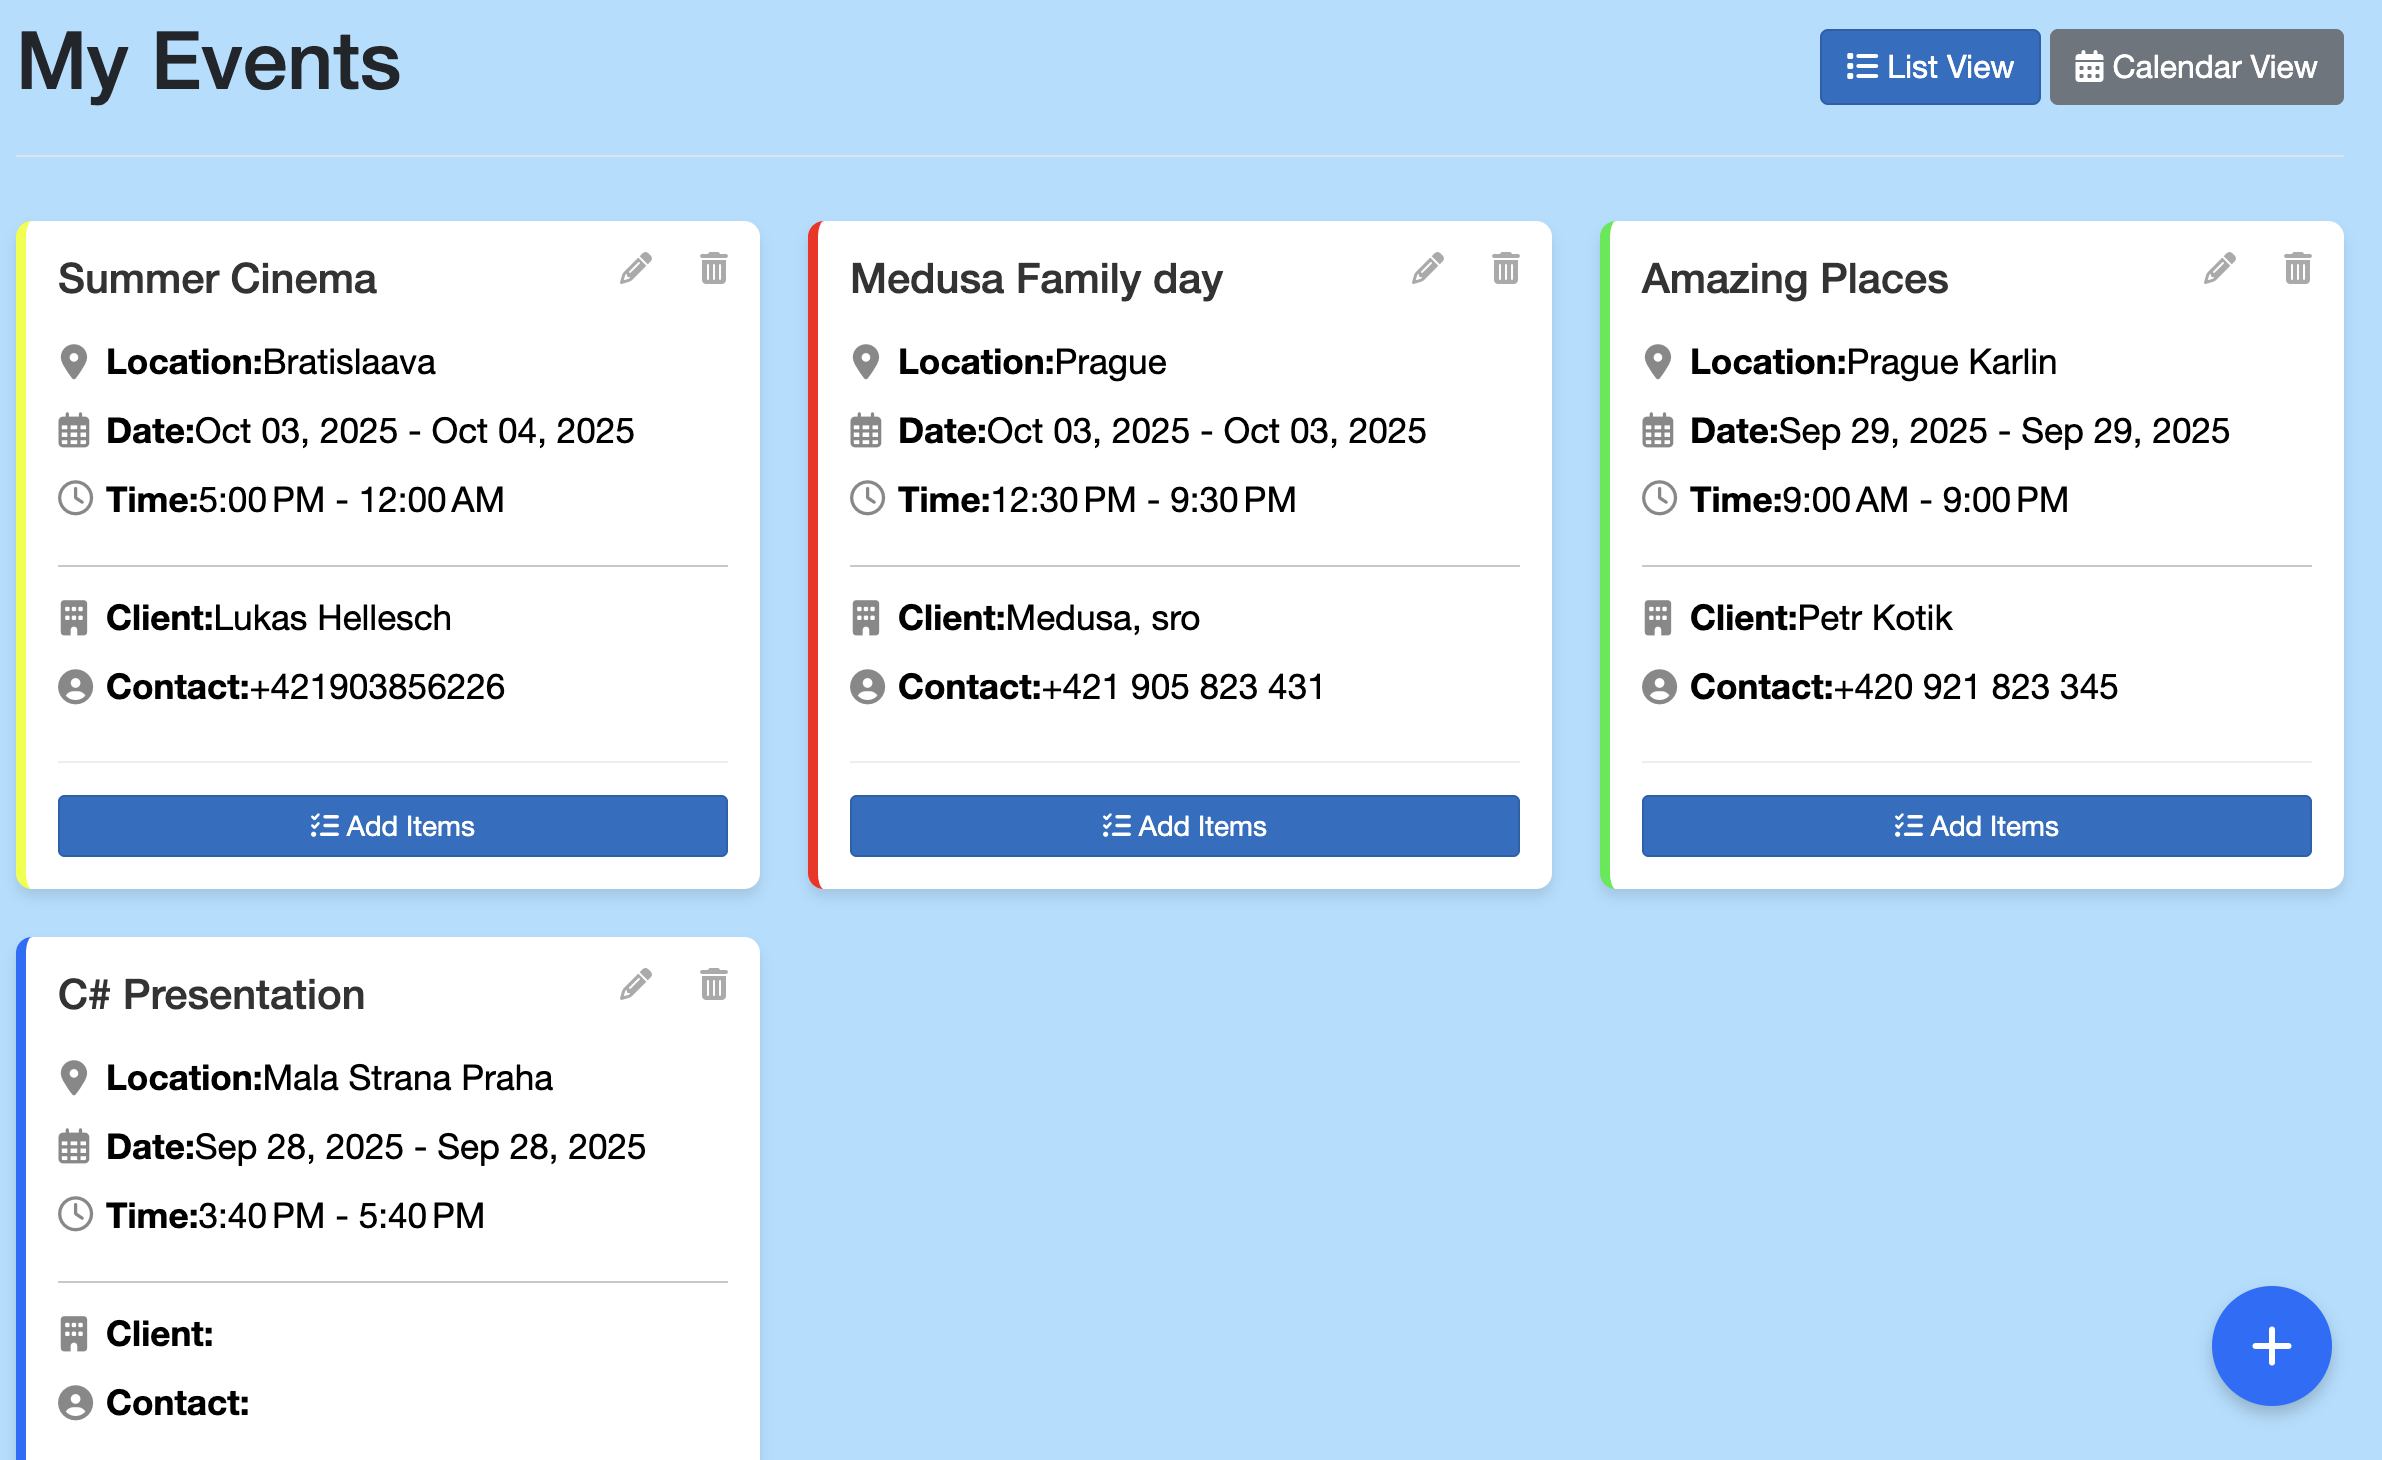 My Events
List View
Calendar View
Summer Cinema
Location:Bratislaava
Date:Oct 03, 2025 - Oct 04, 2025
Time:5:00 PM - 12:00 AM
Client:Lukas Hellesch
Contact:+421903856226
Add Items
Medusa Family day
Location:Prague
Date:Oct 03, 2025 - Oct 03, 2025
Time:12:30 PM - 9:30 PM
Client:Medusa, sro
Contact:+421 905 823 431
Add Items
Amazing Places
Location:Prague Karlin
Date:Sep 29, 2025 - Sep 29, 2025
Time:9:00 AM - 9:00 PM
Client:Petr Kotik
Contact:+420 921 823 345
Add Items
C# Presentation
Location:Mala Strana Praha
Date:Sep 28, 2025 - Sep 28, 2025
Time:3:40 PM - 5:40 PM
Client:
Contact: